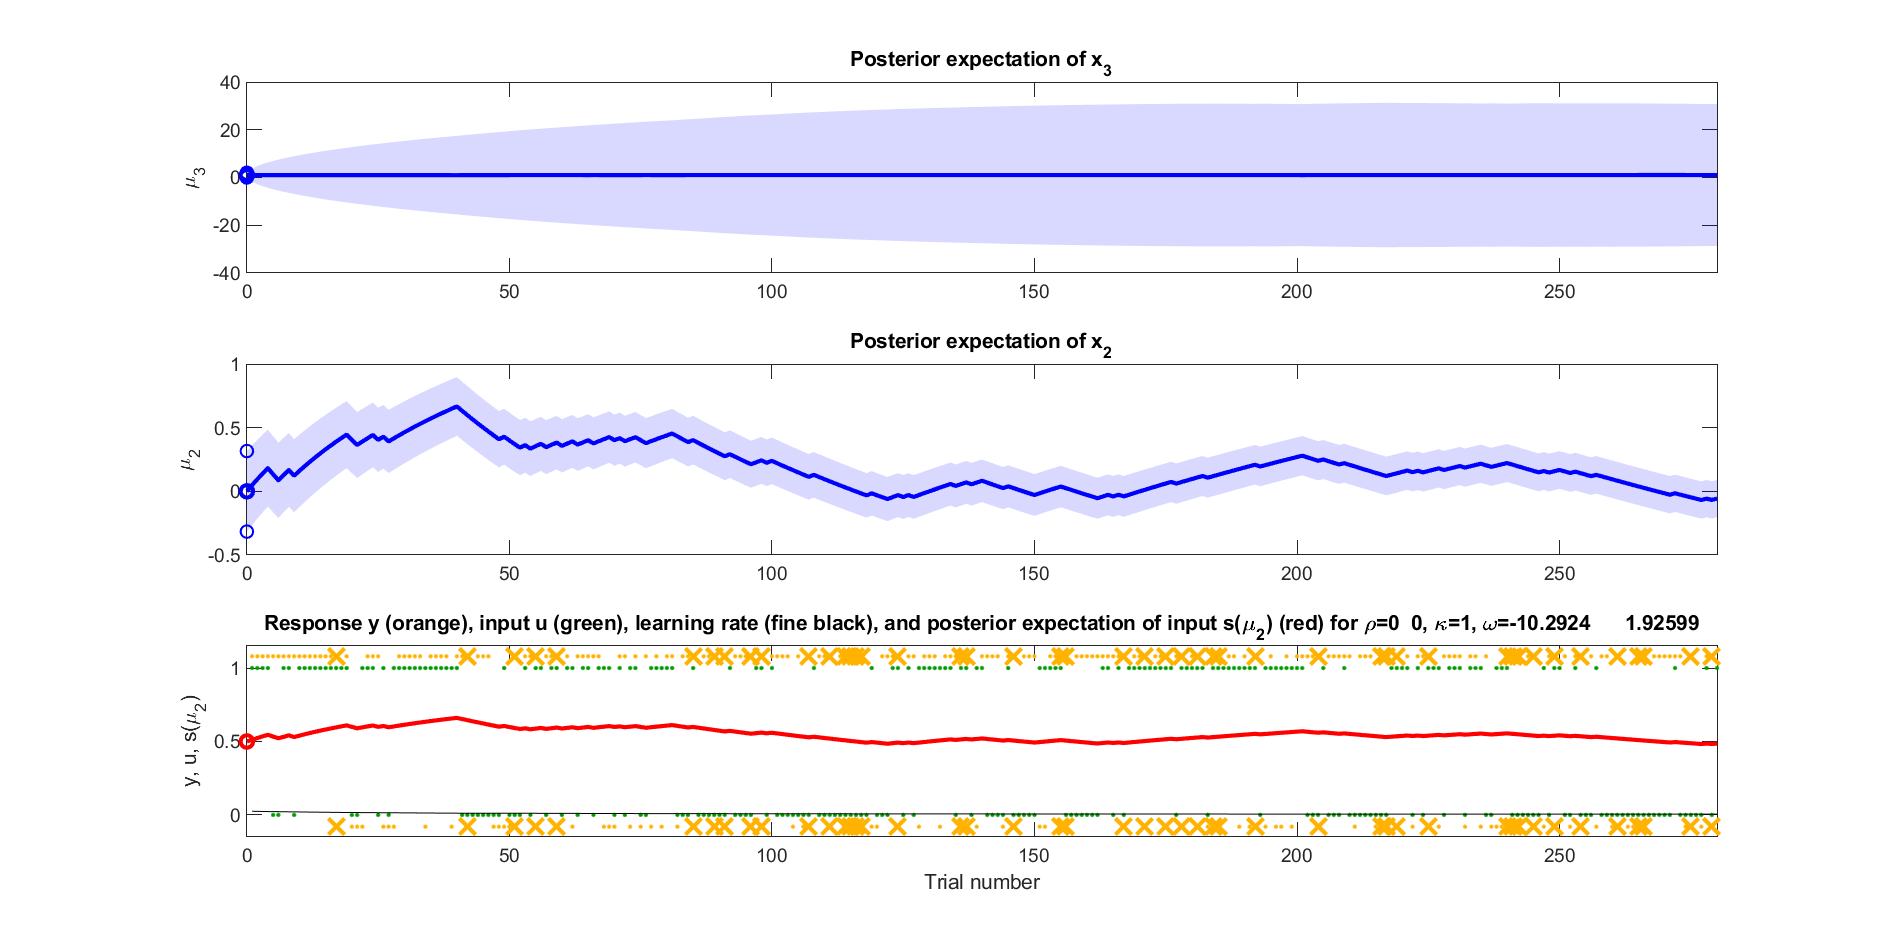 Posterior expectation of x₃
40
20
0
-20
-40
μ₃
0 50 100 150 200 250
Posterior expectation of x₂
1
0.5
0
-0.5
μ₂
0 50 100 150 200 250
Response y (orange), input u (green), learning rate (fine black), and posterior expectation of input s(μ₂) (red) for ρ=0 0, κ=1, ω=-10.2924 1.92599
1
0.5
0
y, u, s(μ₂)
0 50 100 150 200 250
Trial number